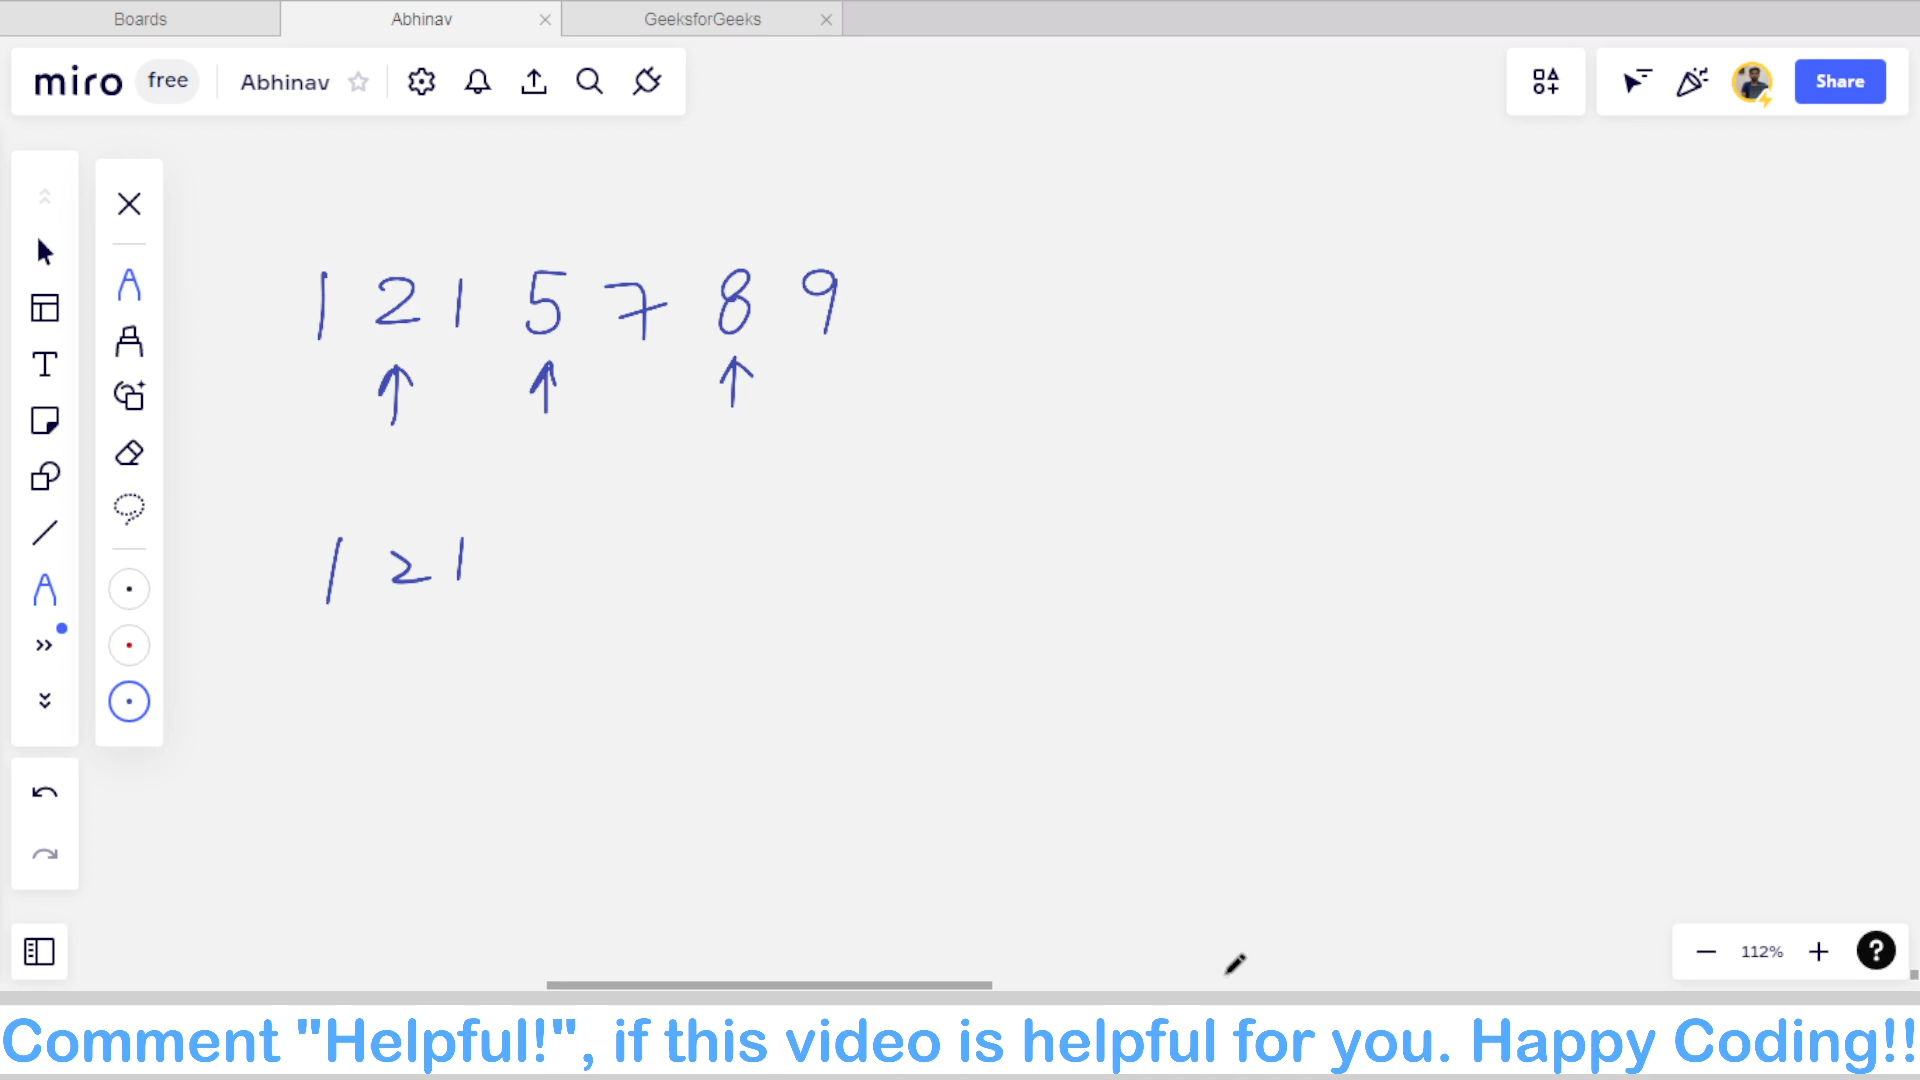 Boards Abhinav GeeksforGeeks
miro free Abhinav Share
1 2 1 5 7 8 9
1 2 1
112%
Comment "Helpful!", if this video is helpful for you. Happy Coding!!